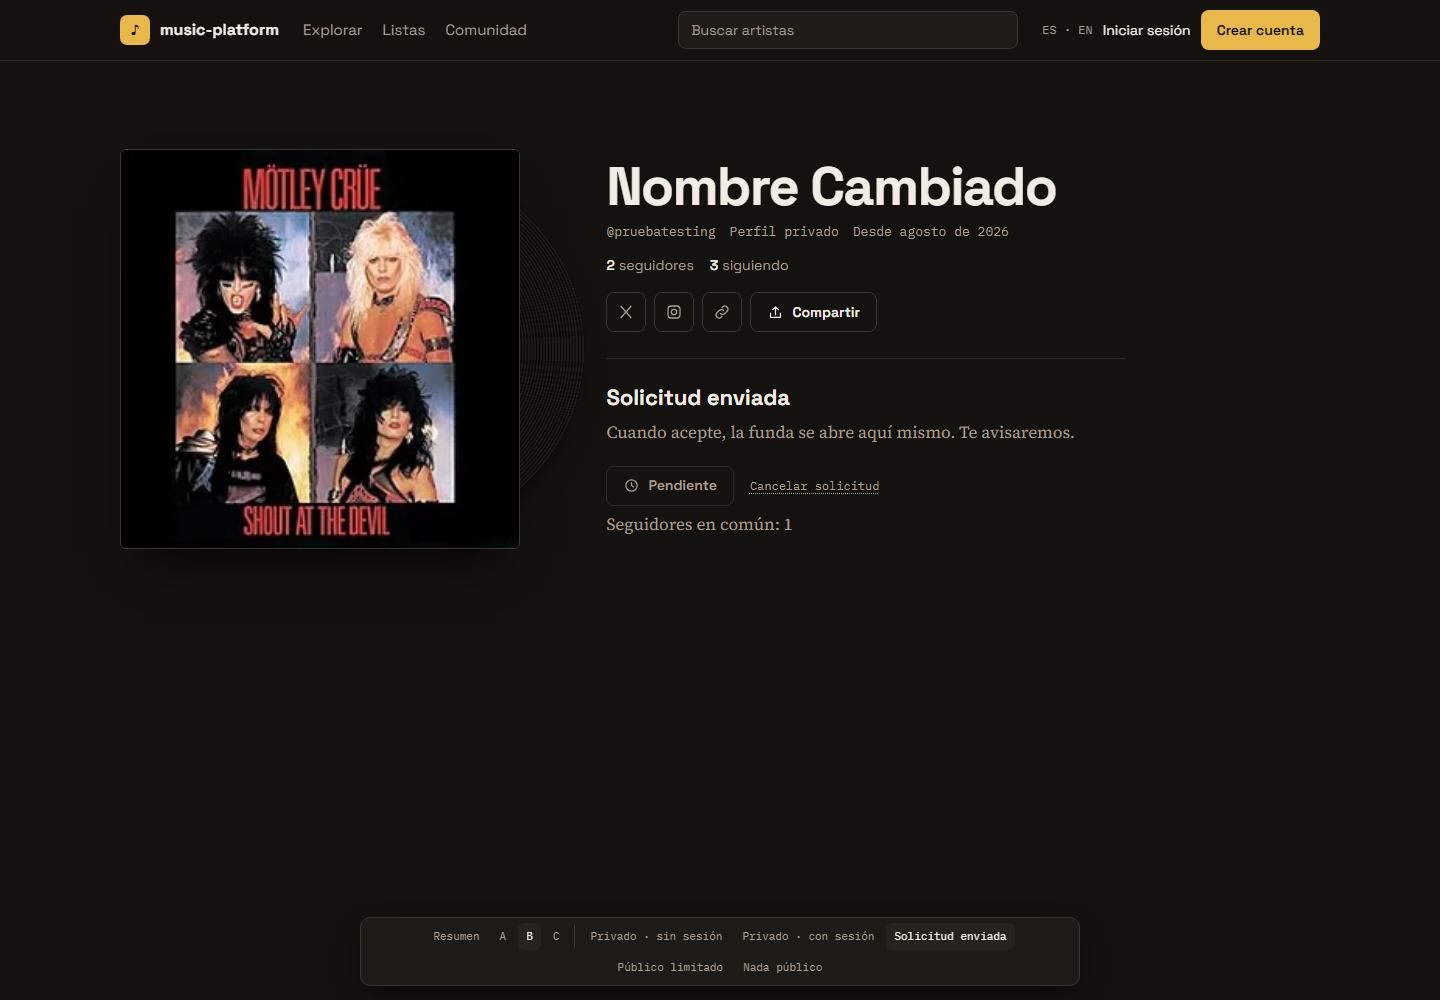 ♪ music-platform Explorar Listas Comunidad Buscar artistas ES · EN Iniciar sesión Crear cuenta
MÖTLEY CRÜE
SHOUT AT THE DEVIL
Nombre Cambiado
@pruebatesting Perfil privado Desde agosto de 2026
2 seguidores 3 siguiendo
Compartir
Solicitud enviada
Cuando acepte, la funda se abre aquí mismo. Te avisaremos.
Pendiente Cancelar solicitud
Seguidores en común: 1
Resumen A B C Privado · sin sesión Privado · con sesión Solicitud enviada
Público limitado Nada público